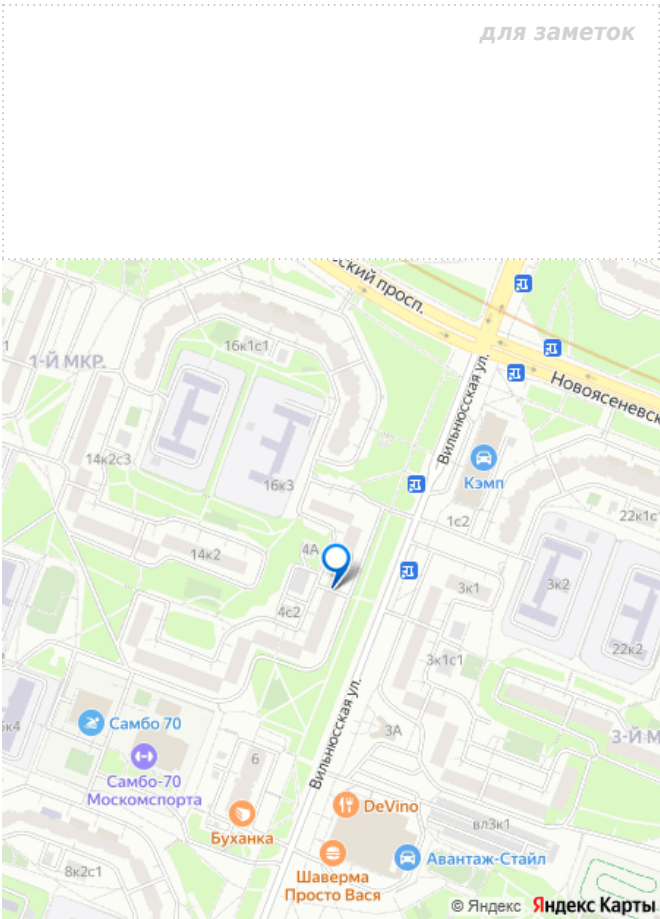 для заметок
ский просп.
16к1с1
1
1-Й МКР.
Вильнюсская ул.
Новоясеневск
14к2с3
16к3
Кэмп
1с2
22к1с
4А
14к2
3к1
3к2
4с2
3к1с1
22к2
Вильнюсская ул.
к4
Самбо 70
3А
3-Й М
6
Самбо-70
Москомспорта
DeVino
Буханка
вл3к1
Авантаж-Стайл
8к2с1
Шаверма
Просто Вася
© Яндекс Яндекс Карты